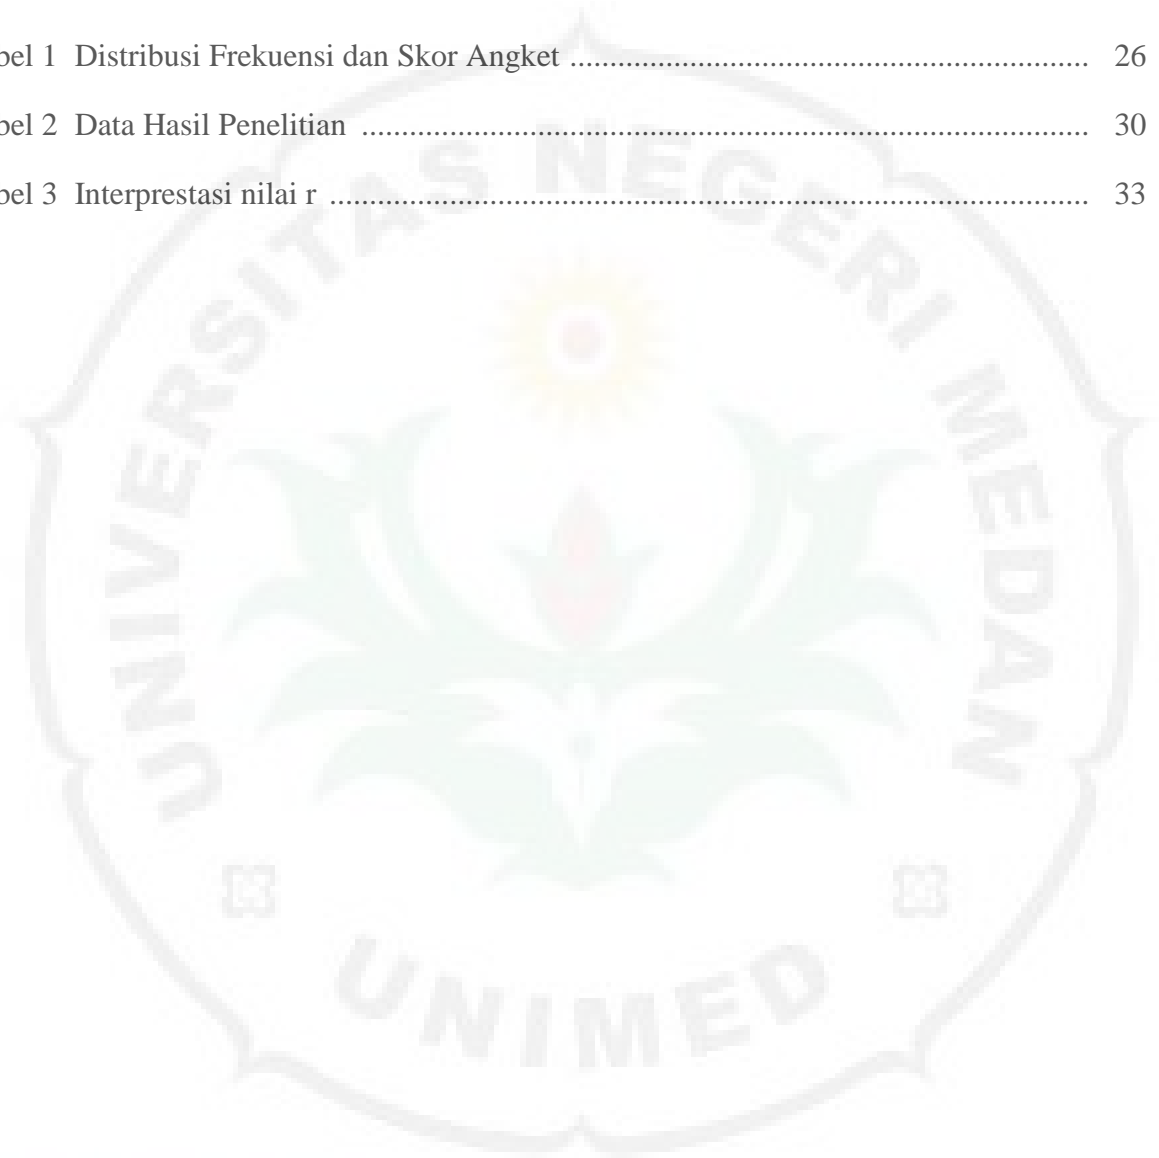 bel 1 Distribusi Frekuensi dan Skor Angket ................................................................. 26
bel 2 Data Hasil Penelitian ........................................................................................... 30
bel 3 Interprestasi nilai r ............................................................................................... 33
UNIVERSITAS NEGERI MEDAN
UNIMED